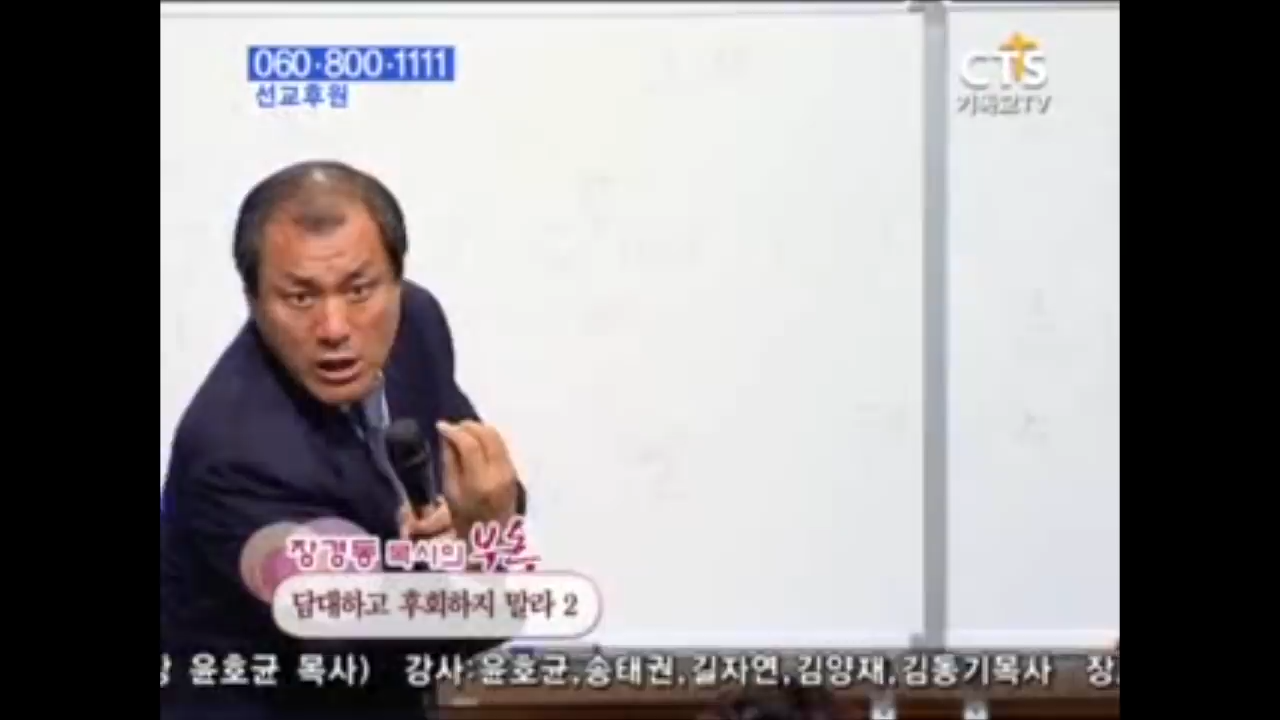 060·800·1111
선교후원
CTS
기독교TV
장경동 목사의 부흥
담대하고 후회하지 말라 2
윤호균 목사) 강사:윤호균,송태권,길자연,김양재,김동기목사 장